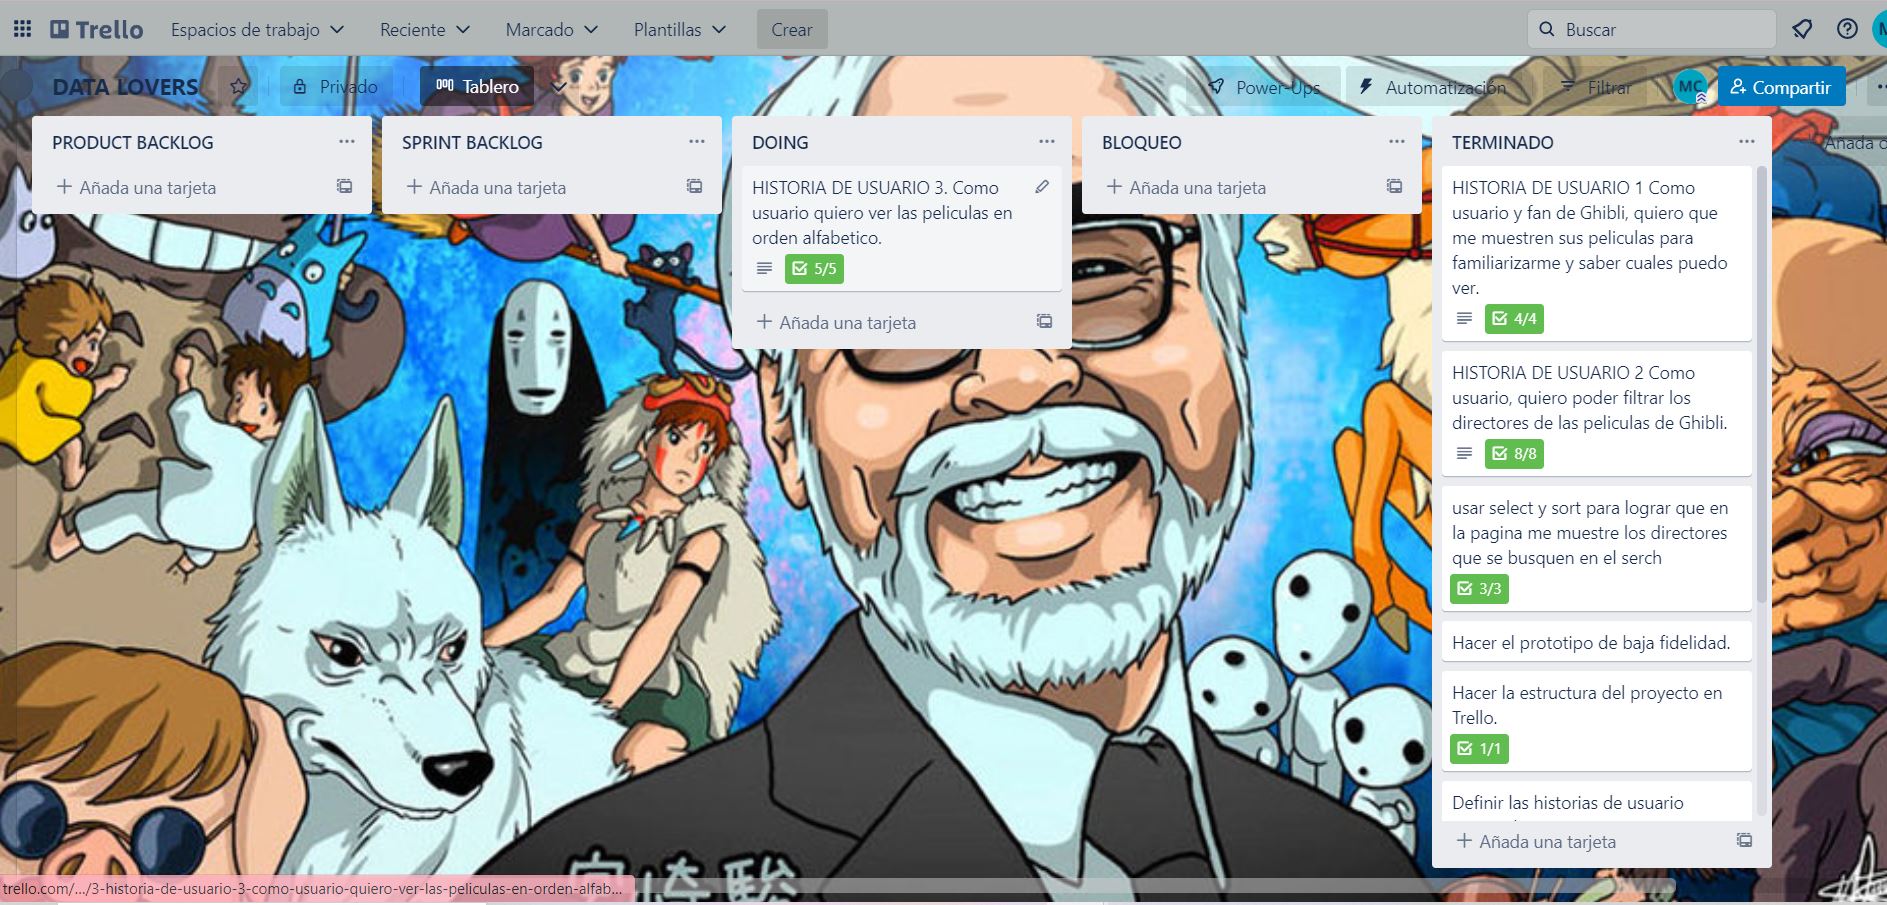 Trello Espacios de trabajo Reciente Marcado Plantillas Crear Buscar
DATA LOVERS Privado Tablero Power-Ups Automatización Filtrar MC Compartir
PRODUCT BACKLOG
Añada una tarjeta
SPRINT BACKLOG
Añada una tarjeta
DOING
HISTORIA DE USUARIO 3. Como
usuario quiero ver las peliculas en
orden alfabetico.
5/5
Añada una tarjeta
BLOQUEO
Añada una tarjeta
TERMINADO
HISTORIA DE USUARIO 1 Como
usuario y fan de Ghibli, quiero que
me muestren sus peliculas para
familiarizarme y saber cuales puedo
ver.
4/4
HISTORIA DE USUARIO 2 Como
usuario, quiero poder filtrar los
directores de las peliculas de Ghibli.
8/8
usar select y sort para lograr que en
la pagina me muestre los directores
que se busquen en el serch
3/3
Hacer el prototipo de baja fidelidad.
Hacer la estructura del proyecto en
Trello.
1/1
Definir las historias de usuario
Añada una tarjeta
Añada
宮崎駿
trello.com/.../3-historia-de-usuario-3-como-usuario-quiero-ver-las-peliculas-en-orden-alfab...